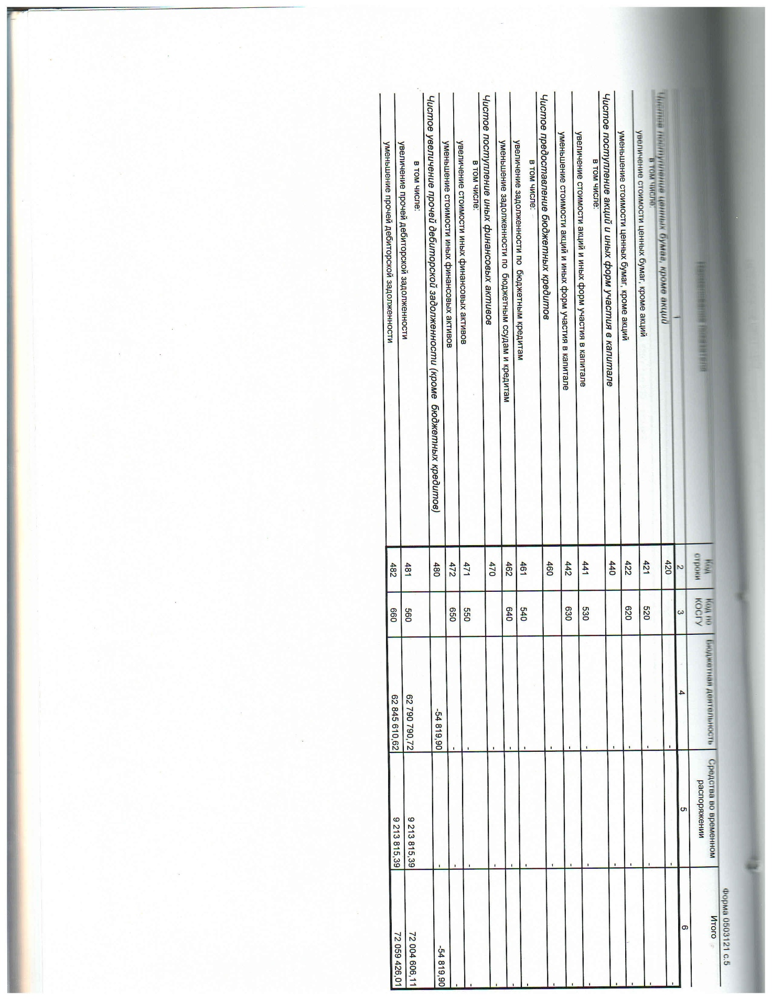 Форма 0503121 с.5
Наименование показателя Код строки Код по КОСГУ Бюджетная деятельность Средства во временном распоряжении Итого
1 2 3 4 5 6
Чистое поступление ценных бумаг, кроме акций 420 - - -
в том числе:
увеличение стоимости ценных бумаг, кроме акций 421 520 - - -
уменьшение стоимости ценных бумаг, кроме акций 422 620 - - -
Чистое поступление акций и иных форм участия в капитале 440 - - -
в том числе:
увеличение стоимости акций и иных форм участия в капитале 441 530 - - -
уменьшение стоимости акций и иных форм участия в капитале 442 630 - - -
Чистое предоставление бюджетных кредитов 460 - - -
в том числе:
увеличение задолженности по бюджетным кредитам 461 540 - - -
уменьшение задолженности по бюджетным ссудам и кредитам 462 640 - - -
Чистое поступление иных финансовых активов 470 - - -
в том числе:
увеличение стоимости иных финансовых активов 471 550 - - -
уменьшение стоимости иных финансовых активов 472 650 - - -
Чистое увеличение прочей дебиторской задолженности (кроме бюджетных кредитов) 480 -54 819,90 - -54 819,90
в том числе:
увеличение прочей дебиторской задолженности 481 560 62 790 790,72 9 213 815,39 72 004 606,11
уменьшение прочей дебиторской задолженности 482 660 62 845 610,62 9 213 815,39 72 059 426,01